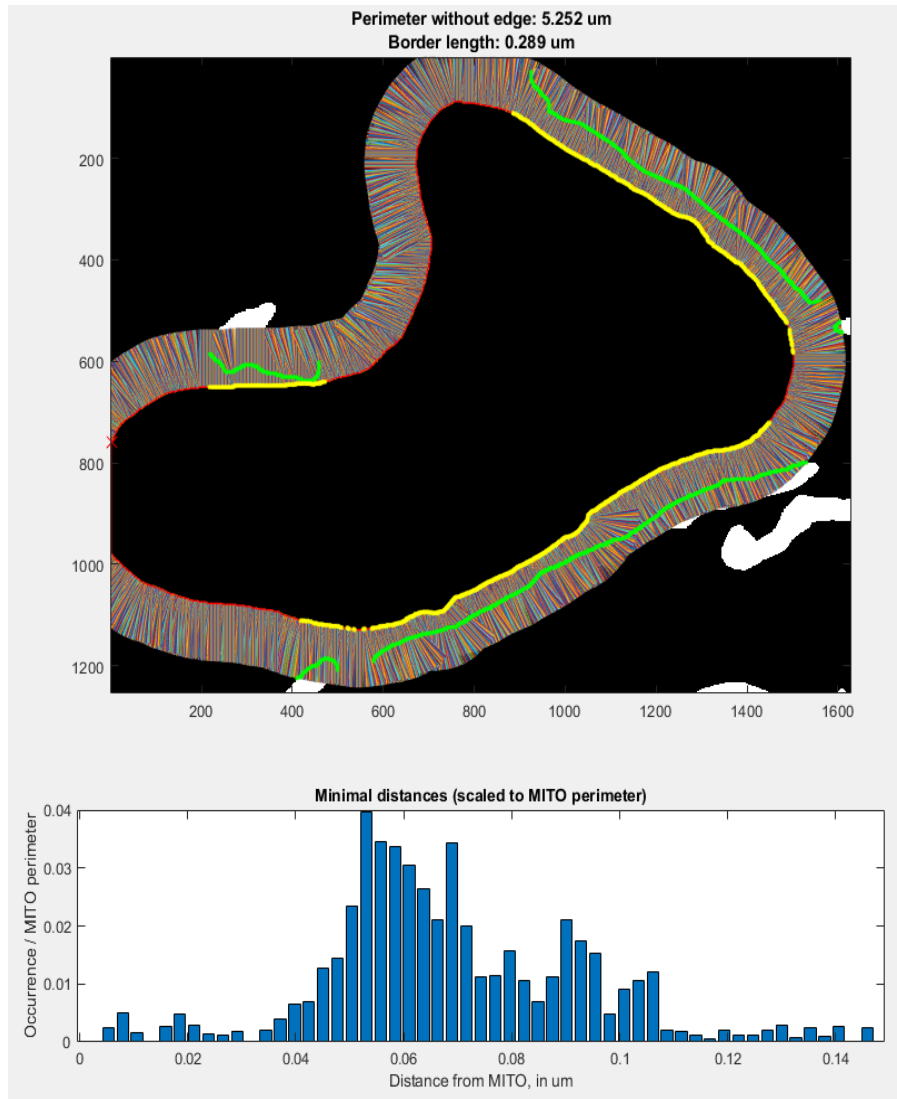 Perimeter without edge: 5.252 um
Border length: 0.289 um
200
400
600
800
1000
1200
200 400 600 800 1000 1200 1400 1600
Minimal distances (scaled to MITO perimeter)
Occurrence / MITO perimeter
0.04
0.03
0.02
0.01
0
0 0.02 0.04 0.06 0.08 0.1 0.12 0.14
Distance from MITO, in um